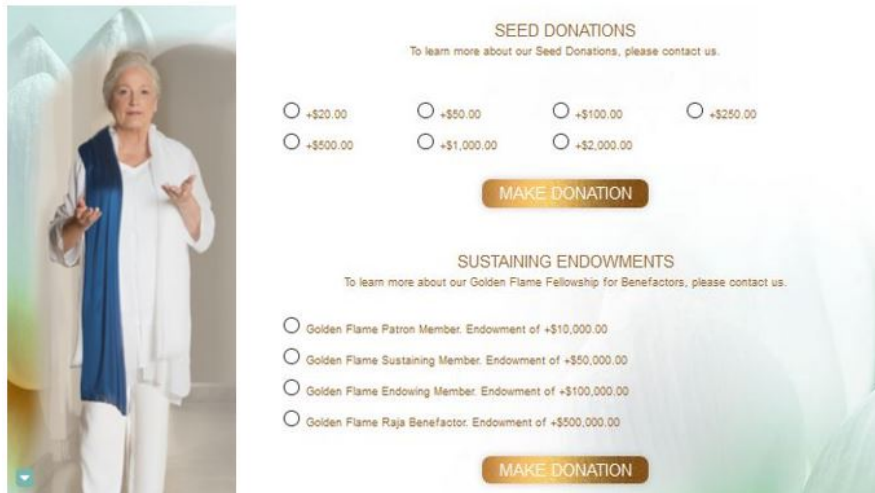 SEED DONATIONS
To learn more about our Seed Donations, please contact us.
+$20.00 +$50.00 +$100.00 +$250.00
+$500.00 +$1,000.00 +$2,000.00
MAKE DONATION
SUSTAINING ENDOWMENTS
To learn more about our Golden Flame Fellowship for Benefactors, please contact us.
Golden Flame Patron Member. Endowment of +$10,000.00
Golden Flame Sustaining Member. Endowment of +$50,000.00
Golden Flame Endowing Member. Endowment of +$100,000.00
Golden Flame Raja Benefactor. Endowment of +$500,000.00
MAKE DONATION